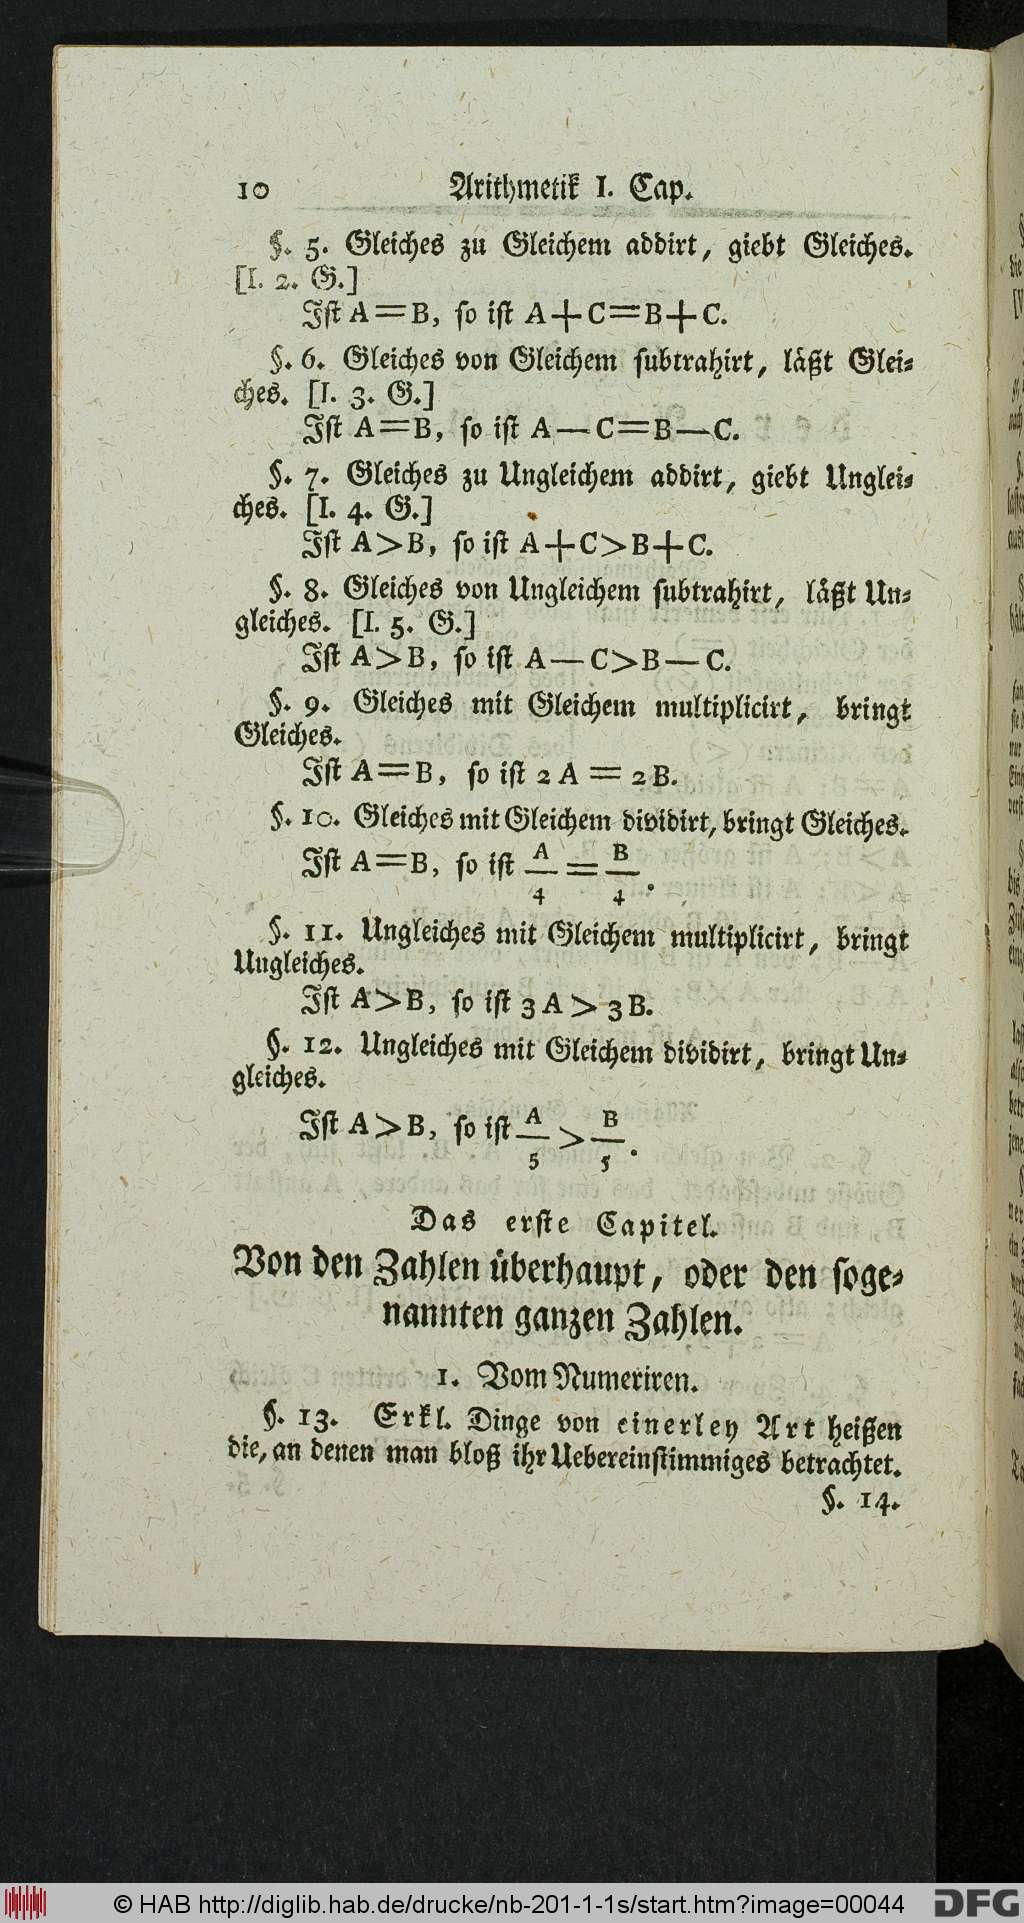 10 Arithmetik I. Cap.
§. 5. Gleiches zu Gleichem addirt, giebt Gleiches.
[I. 2. G.]
Ist A=B, so ist A+C=B+C.
§. 6. Gleiches von Gleichem subtrahirt, läßt Glei-
ches. [I. 3. G.]
Ist A=B, so ist A—C=B—C.
§. 7. Gleiches zu Ungleichem addirt, giebt Unglei-
ches. [I. 4. G.]
Ist A>B, so ist A+C>B+C.
§. 8. Gleiches von Ungleichem subtrahirt, läßt Un-
gleiches. [I. 5. G.]
Ist A>B, so ist A—C>B—C.
§. 9. Gleiches mit Gleichem multiplicirt, bringt
Gleiches.
Ist A=B, so ist 2 A = 2 B.
§. 10. Gleiches mit Gleichem dividirt, bringt Gleiches.
Ist A=B, so ist A/4 = B/4.
§. 11. Ungleiches mit Gleichem multiplicirt, bringt
Ungleiches.
Ist A>B, so ist 3 A > 3 B.
§. 12. Ungleiches mit Gleichem dividirt, bringt Un-
gleiches.
Ist A>B, so ist A/5 > B/5.
Das erste Capitel.
Von den Zahlen überhaupt, oder den soge-
nannten ganzen Zahlen.
1. Vom Numeriren.
§. 13. Erkl. Dinge von einerley Art heißen
die, an denen man bloß ihr Uebereinstimmiges betrachtet.
§. 14.
© HAB http://diglib.hab.de/drucke/nb-201-1-1s/start.htm?image=00044 DFG